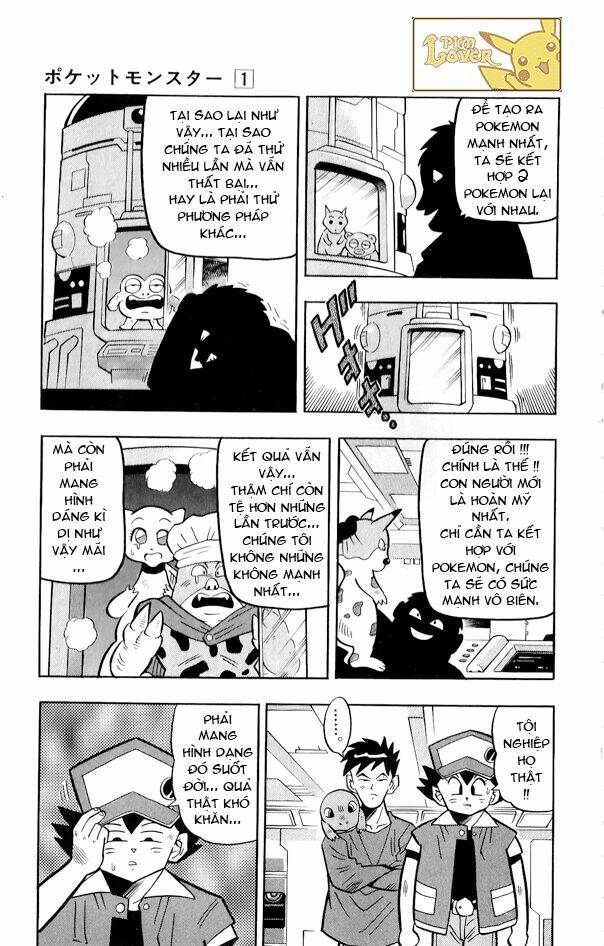 PKM
LOVER
ポケットモンスター 1
ĐỂ TẠO RA
POKEMON
MẠNH NHẤT,
TA SẼ KẾT
HỢP 2
POKEMON LẠI
VỚI NHAU.
TẠI SAO LẠI NHƯ
VẬY... TẠI SAO
CHÚNG TA ĐÃ THỬ
NHIỀU LẦN MÀ VẪN
THẤT BẠI...
HAY LÀ PHẢI THỬ
PHƯƠNG PHÁP
KHÁC...
ゴゴゴゴ...
ĐÚNG RỒI !!!
CHÍNH LÀ THẾ !!
CON NGƯỜI MỚI
LÀ HOÀN MỸ
NHẤT.
CHỈ CẦN TA KẾT
HỢP VỚI
POKEMON, CHÚNG
TA SẼ CÓ SỨC
MẠNH VÔ BIÊN.
KẾT QUẢ VẪN
VẬY...
THẬM CHÍ CÒN
TỆ HƠN NHỮNG
LẦN TRƯỚC...
CHÚNG TÔI
KHÔNG NHỮNG
KHÔNG MẠNH
NHẤT...
MÀ CÒN
PHẢI
MANG
HÌNH
DÁNG KÌ
DỊ NHƯ
VẬY MÃI
...
TỘI
NGHIỆP
HỌ
THẬT
!!
......。
PHẢI
MANG
HÌNH DẠNG
ĐÓ SUỐT
ĐỜI... QUẢ
THẬT KHÓ
KHĂN...